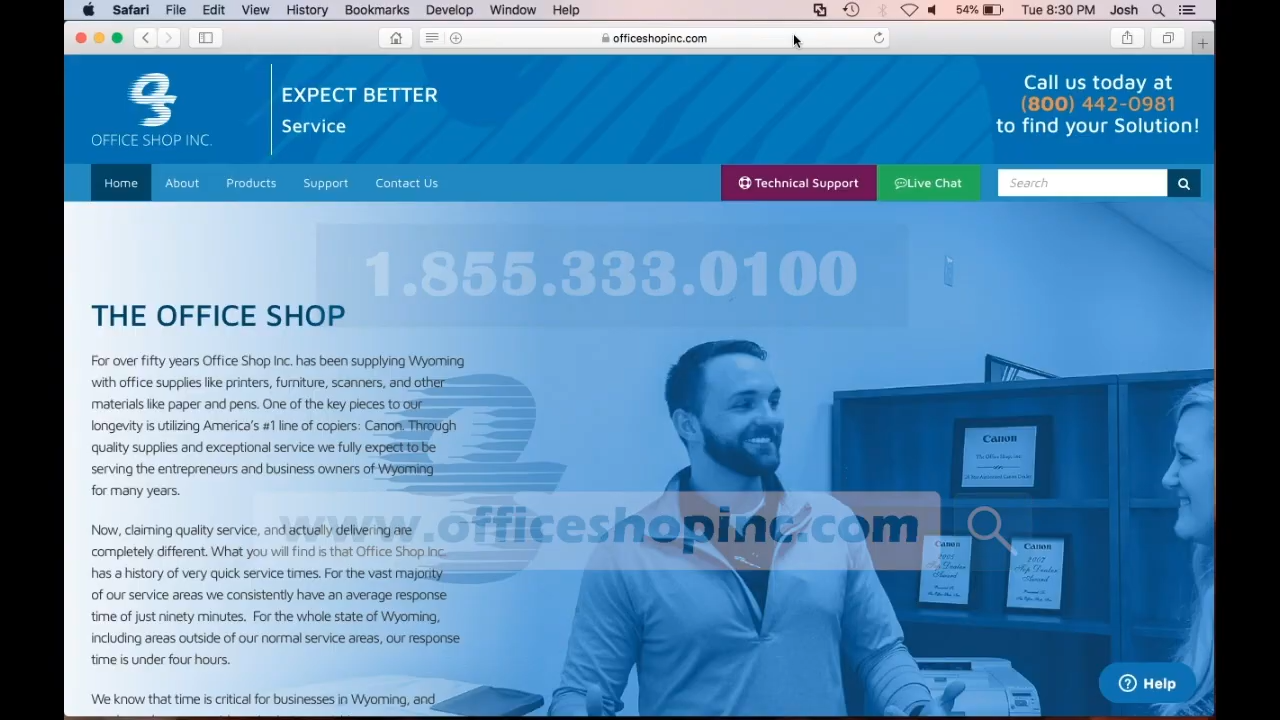 Safari File Edit View History Bookmarks Develop Window Help 54% Tue 8:30 PM Josh
officeshopinc.com
OFFICE SHOP INC.
EXPECT BETTER
Service
Call us today at
(800) 442-0981
to find your Solution!
Home About Products Support Contact Us Technical Support Live Chat Search
1.855.333.0100
THE OFFICE SHOP
For over fifty years Office Shop Inc. has been supplying Wyoming
with office supplies like printers, furniture, scanners, and other
materials like paper and pens. One of the key pieces to our
longevity is utilizing America's #1 line of copiers: Canon. Through
quality supplies and exceptional service we fully expect to be
serving the entrepreneurs and business owners of Wyoming
for many years.
www.officeshopinc.com
Now, claiming quality service, and actually delivering are
completely different. What you will find is that Office Shop Inc.
has a history of very quick service times. For the vast majority
of our service areas we consistently have an average response
time of just ninety minutes. For the whole state of Wyoming,
including areas outside of our normal service areas, our response
time is under four hours.
We know that time is critical for businesses in Wyoming, and
Canon
Canon
Canon
Help